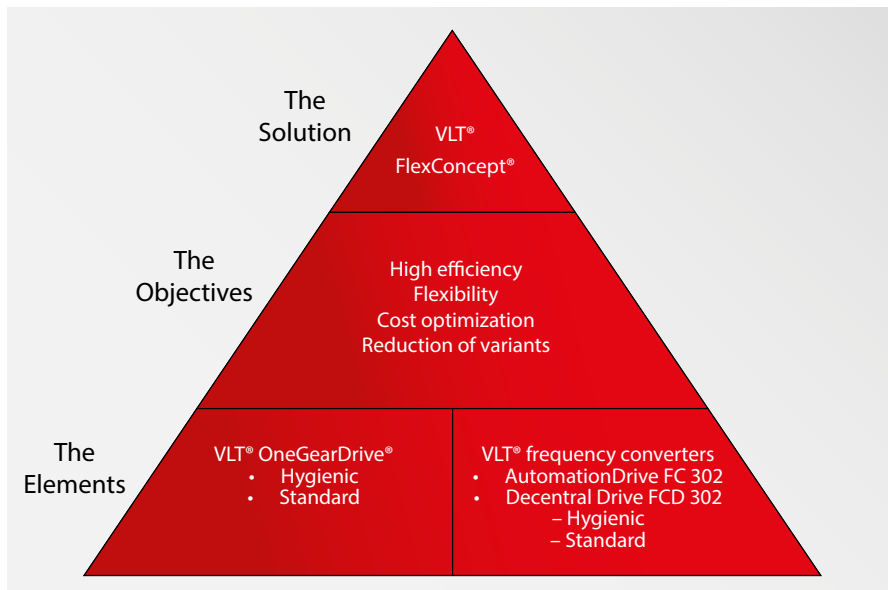 The
Solution
VLT®
FlexConcept®
The
Objectives
High efficiency
Flexibility
Cost optimization
Reduction of variants
The
Elements
VLT® OneGearDrive®
• Hygienic
• Standard
VLT® frequency converters
• AutomationDrive FC 302
• Decentral Drive FCD 302
– Hygienic
– Standard